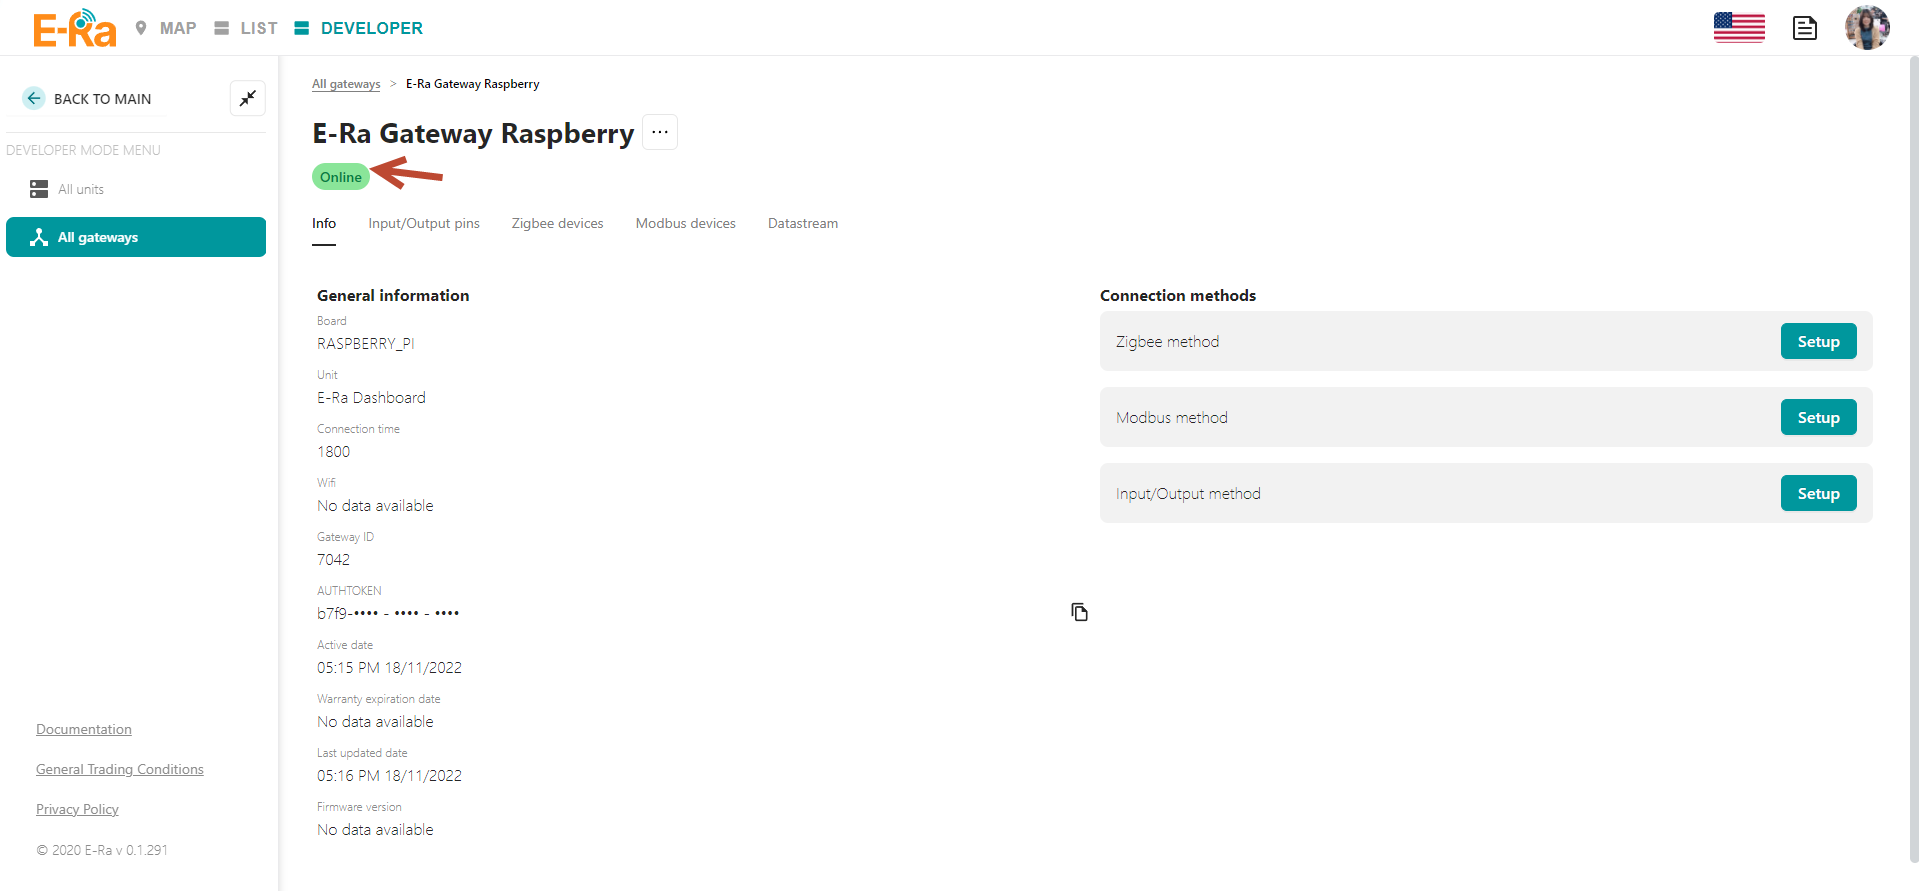 E-Ra MAP LIST DEVELOPER
BACK TO MAIN
DEVELOPER MODE MENU
All units
All gateways
Documentation
General Trading Conditions
Privacy Policy
© 2020 E-Ra v 0.1.291
All gateways > E-Ra Gateway Raspberry
E-Ra Gateway Raspberry ...
Online
Info Input/Output pins Zigbee devices Modbus devices Datastream
General information
Board
RASPBERRY_PI
Unit
E-Ra Dashboard
Connection time
1800
Wifi
No data available
Gateway ID
7042
AUTHTOKEN
b7f9-•••• - •••• - ••••
Active date
05:15 PM 18/11/2022
Warranty expiration date
No data available
Last updated date
05:16 PM 18/11/2022
Firmware version
No data available
Connection methods
Zigbee method Setup
Modbus method Setup
Input/Output method Setup